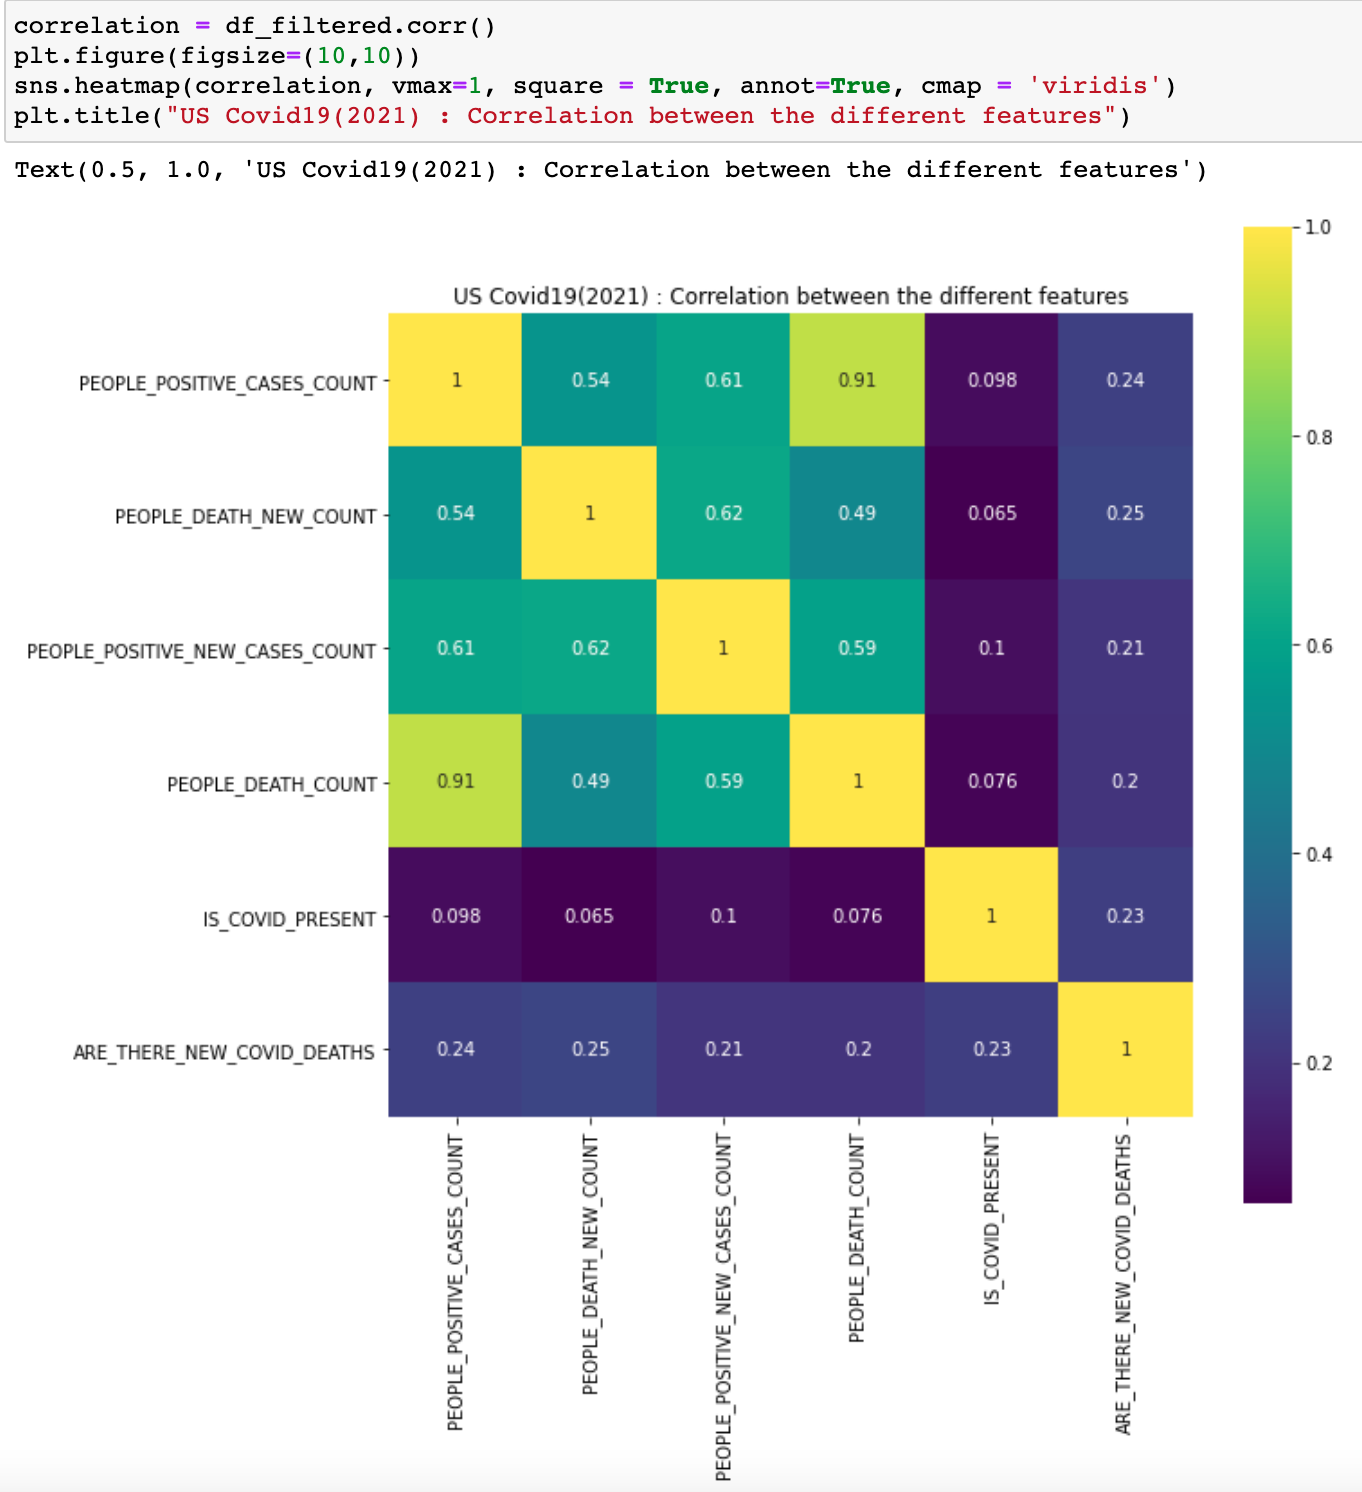 correlation = df_filtered.corr()
plt.figure(figsize=(10,10))
sns.heatmap(correlation, vmax=1, square = True, annot=True, cmap = 'viridis')
plt.title("US Covid19(2021) : Correlation between the different features")
Text(0.5, 1.0, 'US Covid19(2021) : Correlation between the different features')
US Covid19(2021) : Correlation between the different features
PEOPLE_POSITIVE_CASES_COUNT 1 0.54 0.61 0.91 0.098 0.24
PEOPLE_DEATH_NEW_COUNT 0.54 1 0.62 0.49 0.065 0.25
PEOPLE_POSITIVE_NEW_CASES_COUNT 0.61 0.62 1 0.59 0.1 0.21
PEOPLE_DEATH_COUNT 0.91 0.49 0.59 1 0.076 0.2
IS_COVID_PRESENT 0.098 0.065 0.1 0.076 1 0.23
ARE_THERE_NEW_COVID_DEATHS 0.24 0.25 0.21 0.2 0.23 1
PEOPLE_POSITIVE_CASES_COUNT
PEOPLE_DEATH_NEW_COUNT
PEOPLE_POSITIVE_NEW_CASES_COUNT
PEOPLE_DEATH_COUNT
IS_COVID_PRESENT
ARE_THERE_NEW_COVID_DEATHS
1.0
0.8
0.6
0.4
0.2